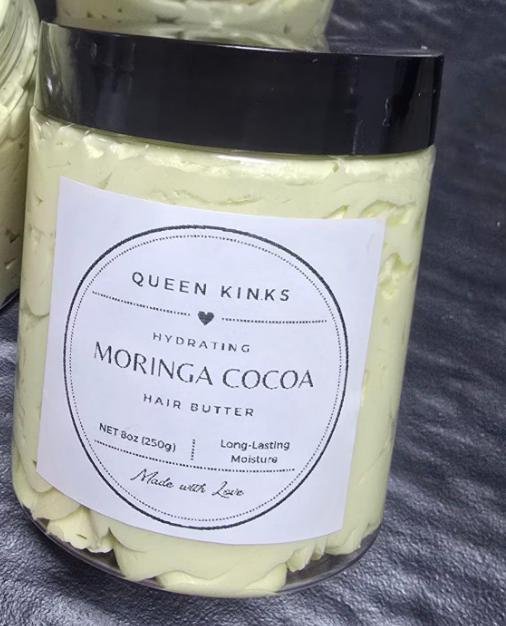 QUEEN KINKS
HYDRATING
MORINGA COCOA
HAIR BUTTER
NET 8oz (250g)
Long-Lasting
Moisture
Made with Love